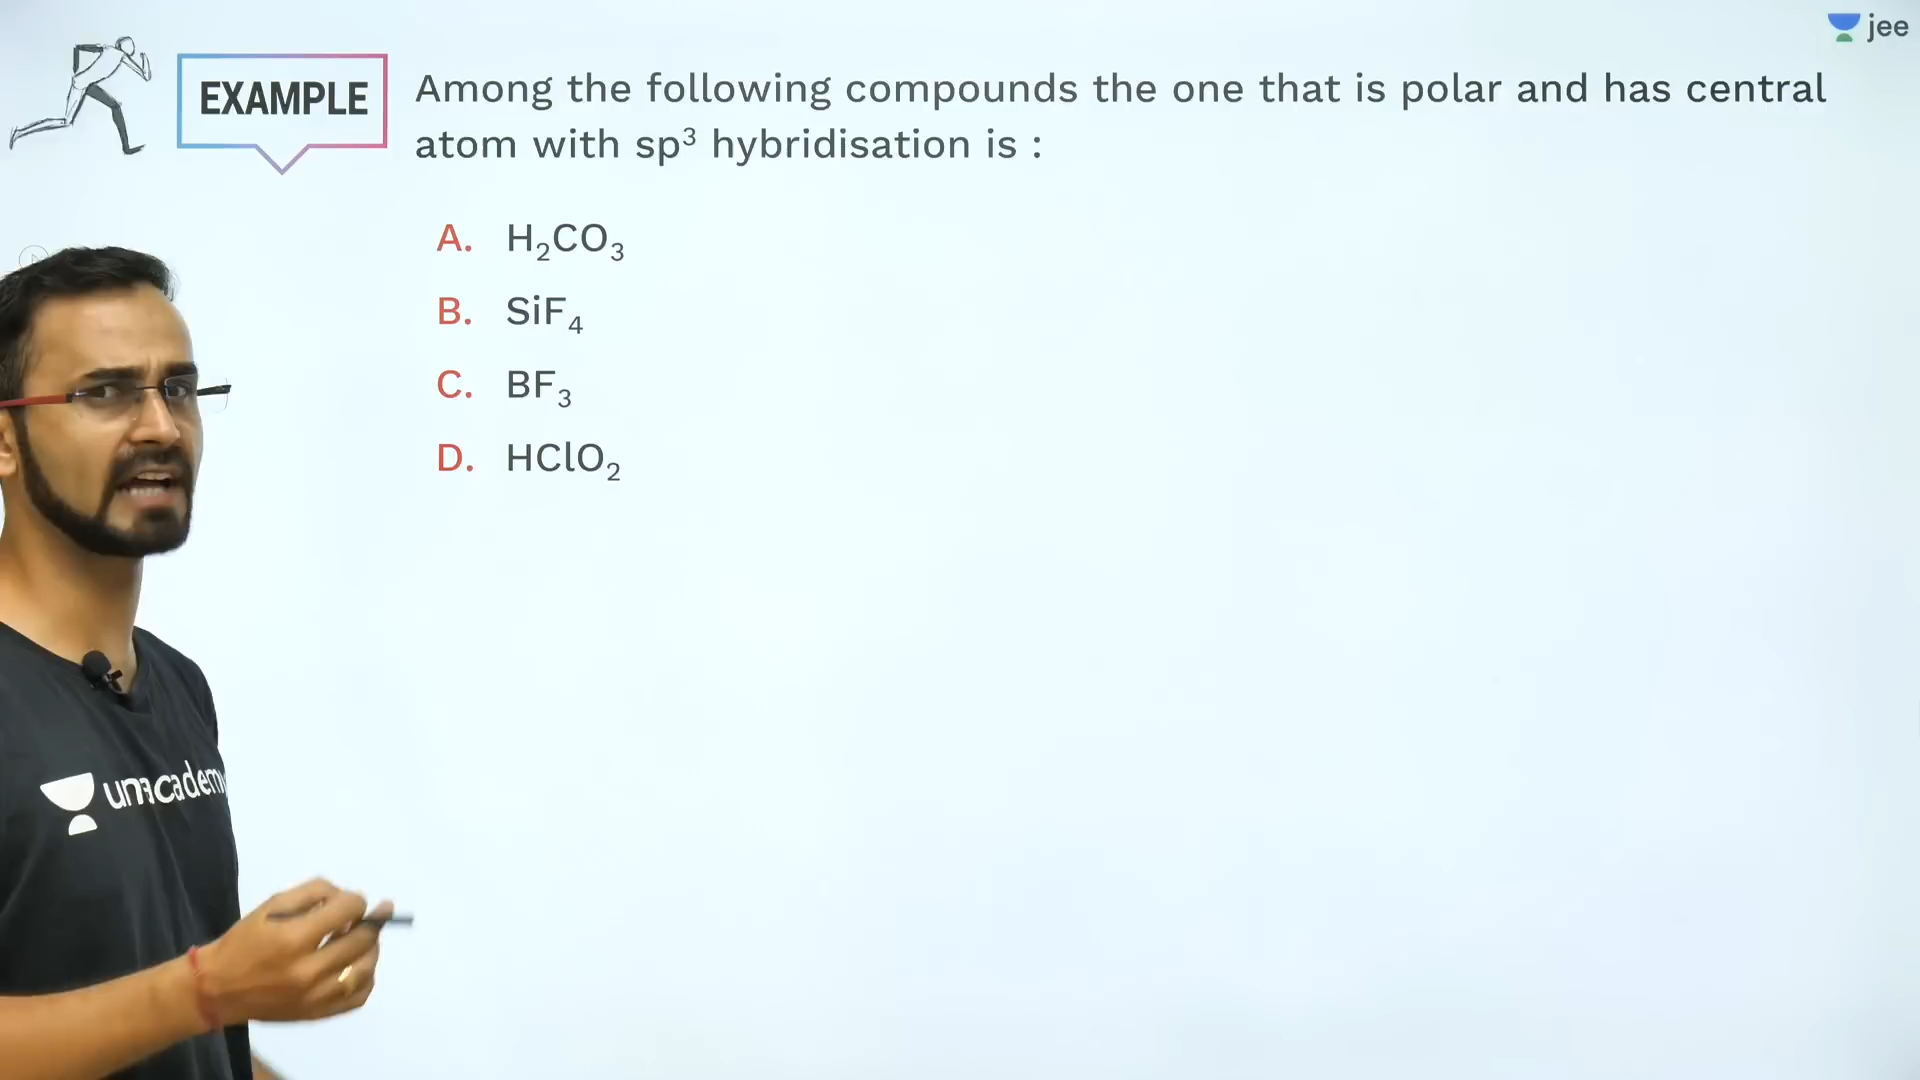 jee
EXAMPLE
Among the following compounds the one that is polar and has central
atom with sp³ hybridisation is :
A. H₂CO₃
B. SiF₄
C. BF₃
D. HClO₂
unacademy